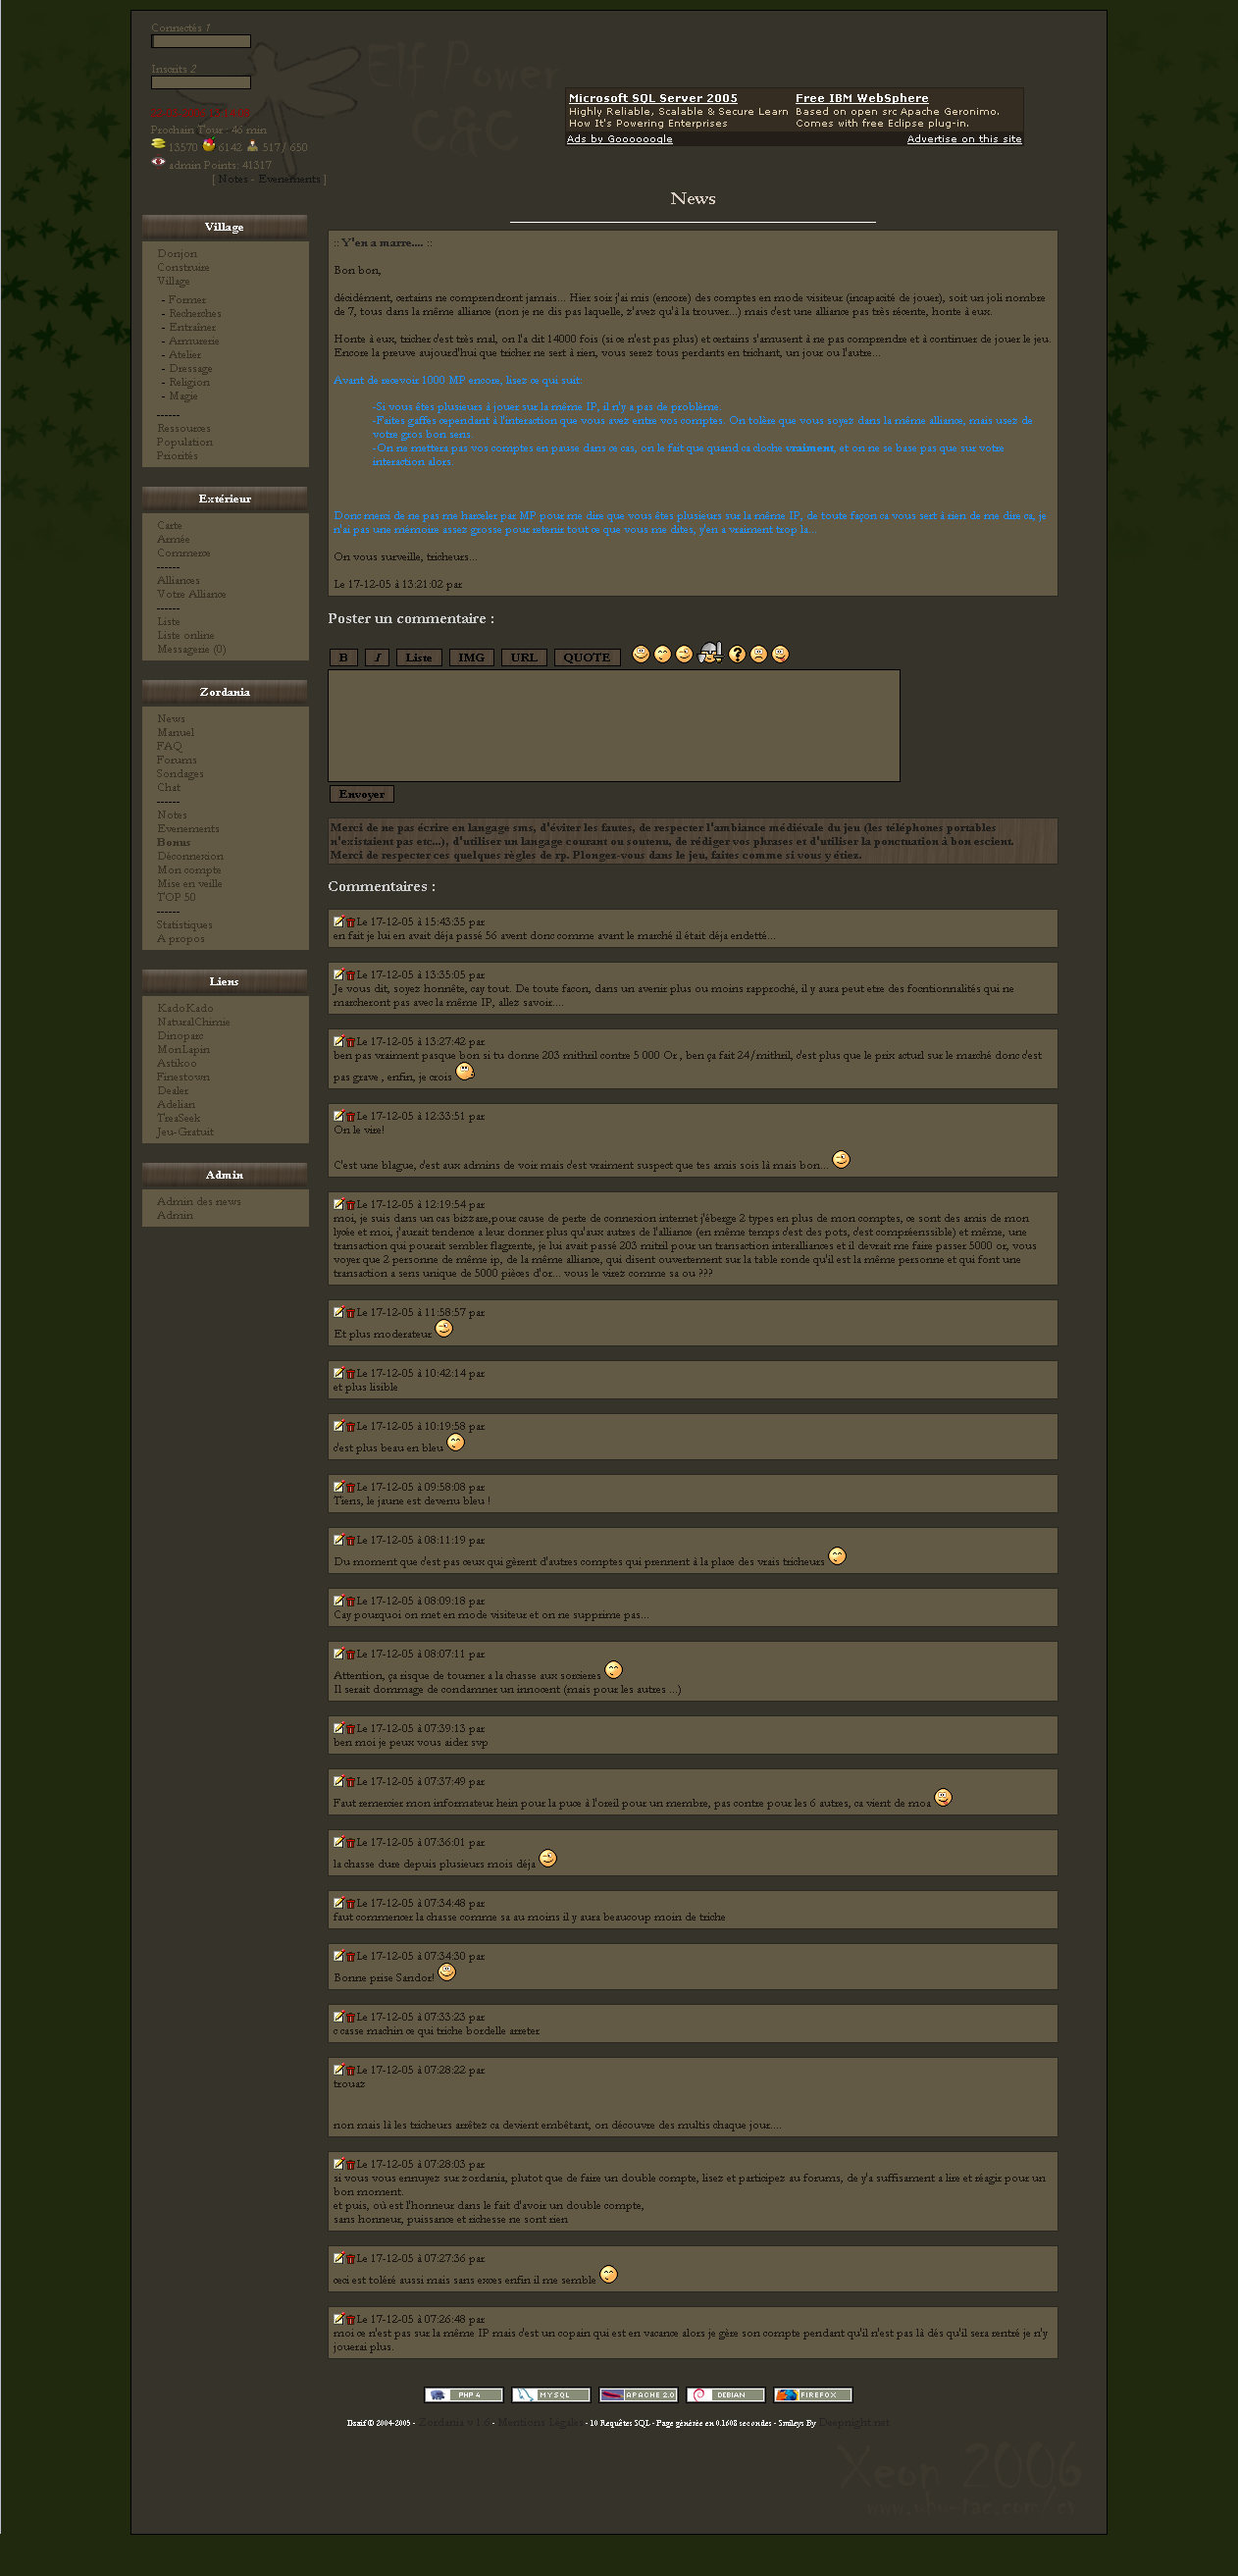 Connectés 1
Elf Power
Inscrits 2
Prochain Tour : 46 min
13570 6142 517 / 650
admin Points: 41317
[ Notes - Evenements ]
Microsoft SQL Server 2005
Highly Reliable, Scalable & Secure Learn
How It's Powering Enterprises
Free IBM WebSphere
Based on open src Apache Geronimo.
Comes with free Eclipse plug-in.
Ads by Goooooogle
Advertise on this site
Village
Donjon
Construire
Village
- Former
- Recherches
- Entraîner
- Armurerie
- Atelier
- Dressage
- Religion
- Magie
------
Ressources
Population
Priorités
Extérieur
Carte
Armée
Commerce
------
Alliances
Votre Alliance
------
Liste
Liste online
Messagerie (0)
Zordania
News
Manuel
FAQ
Forums
Sondages
Chat
------
Notes
Evenements
Bonus
Déconnexion
Mon compte
Mise en veille
TOP 50
------
Statistiques
A propos
Liens
KadoKado
NaturalChimie
Dinoparc
MonLapin
Astikoo
Finestown
Dealer
Adelian
TreaSeek
Jeu-Gratuit
Admin
Admin des news
Admin
News
:: Y'en a marre.... ::
Bon bon,
décidément, certains ne comprendront jamais... Hier soir j'ai mis (encore) des comptes en mode visiteur (incapacité de jouer), soit un joli nombre
de 7, tous dans la même alliance (non je ne dis pas laquelle, z'avez qu'à la trouver...) mais c'est une alliance pas très récente, honte à eux.
Honte à eux, tricher c'est très mal, on l'a dit 14000 fois (si ce n'est pas plus) et certains s'amusent à ne pas comprendre et à continuer de jouer le jeu.
Encore la preuve aujourd'hui que tricher ne sert à rien, vous serez tous perdants en trichant, un jour ou l'autre...
Avant de recevoir 1000 MP encore, lisez ce qui suit:
-Si vous êtes plusieurs à jouer sur la même IP, il n'y a pas de problème.
-Faites gaffes cependant à l'interaction que vous avez entre vos comptes. On tolère que vous soyez dans la même alliance, mais usez de
votre gros bon sens.
-On ne mettera pas vos comptes en pause dans ce cas, on le fait que quand ca cloche vraiment, et on ne se base pas que sur votre
interaction alors.
Donc merci de ne pas me harceler par MP pour me dire que vous êtes plusieurs sur la même IP, de toute façon ca vous sert à rien de me dire ca, je
n'ai pas une mémoire assez grosse pour retenir tout ce que vous me dites, y'en a vraiment trop la...
On vous surveille, tricheurs...
Le 17-12-05 à 13:21:02 par
Poster un commentaire :
B I Liste IMG URL QUOTE
Envoyer
Merci de ne pas écrire en langage sms, d'éviter les fautes, de respecter l'ambiance médiévale du jeu (les téléphones portables
n'existaient pas etc...), d'utiliser un langage courant ou soutenu, de rédiger vos phrases et d'utiliser la ponctuation à bon escient.
Merci de respecter ces quelques règles de rp. Plongez-vous dans le jeu, faites comme si vous y étiez.
Commentaires :
Le 17-12-05 à 15:43:35 par
en fait je lui en avait déja passé 56 avent donc comme avant le marché il était déja endetté...
Le 17-12-05 à 13:35:05 par
Je vous dit, soyez honnête, cay tout. De toute facon, dans un avenir plus ou moins rapproché, il y aura peut etre des focntionnalités qui ne
marcheront pas avec la même IP, allez savoir....
Le 17-12-05 à 13:27:42 par
ben pas vraiment pasque bon si tu donne 203 mithril contre 5 000 Or , ben ça fait 24/mithril, c'est plus que le prix acturl sur le marché donc c'est
pas grave , enfin, je crois
Le 17-12-05 à 12:33:51 par
On le vire!
C'est une blague, c'est aux admins de voir mais c'est vraiment suspect que tes amis sois là mais bon...
Le 17-12-05 à 12:19:54 par
moi, je suis dans un cas bizzare,pour cause de perte de connexion internet j'éberge 2 types en plus de mon comptes, ce sont des amis de mon
lycée et moi, j'aurait tendence a leur donner plus qu'aux autres de l'alliance (en même temps c'est des pots, c'est compréenssible) et même, une
transaction qui pourait sembler flagrente, je lui avait passé 203 mitril pour un transaction interalliances et il devrait me faire passer 5000 or, vous
voyer que 2 personne de même ip, de la même alliance, qui disent ouvertement sur la table ronde qu'il est la même personne et qui font une
transaction a sens unique de 5000 pièces d'or... vous le virez comme sa ou ???
Le 17-12-05 à 11:58:57 par
Et plus moderateur
Le 17-12-05 à 10:42:14 par
et plus lisible
Le 17-12-05 à 10:19:58 par
c'est plus beau en bleu
Le 17-12-05 à 09:58:08 par
Tiens, le jaune est devenu bleu !
Le 17-12-05 à 08:11:19 par
Du moment que c'est pas ceux qui gèrent d'autres comptes qui prennent à la place des vrais tricheurs
Le 17-12-05 à 08:09:18 par
Cay pourquoi on met en mode visiteur et on ne supprime pas...
Le 17-12-05 à 08:07:11 par
Attention, ça risque de tourner a la chasse aux sorcieres
Il serait dommage de condamner un innocent (mais pour les autres ...)
Le 17-12-05 à 07:39:13 par
ben moi je peux vous aider svp
Le 17-12-05 à 07:37:49 par
Faut remercier mon informateur hein pour la puce à l'oreil pour un membre, pas contre pour les 6 autres, ca vient de moa
Le 17-12-05 à 07:36:01 par
la chasse dure depuis plusieurs mois déja
Le 17-12-05 à 07:34:48 par
faut commencer la chasse comme sa au moins il y aura beaucoup moin de triche
Le 17-12-05 à 07:34:30 par
Bonne prise Sandor!
Le 17-12-05 à 07:33:23 par
c casse machin ce qui triche bordelle arreter
Le 17-12-05 à 07:28:22 par
trouaz
non mais là les tricheurs arrêtez ca devient embêtant, on découvre des multis chaque jour....
Le 17-12-05 à 07:28:03 par
si vous vous ennuyez sur zordania, plutot que de faire un double compte, lisez et participez au forums, de y'a suffisament a lire et réagir pour un
bon moment.
et puis, où est l'honneur dans le fait d'avoir un double compte,
sans honneur, puissance et richesse ne sont rien
Le 17-12-05 à 07:27:36 par
ceci est toléré aussi mais sans exces enfin il me semble
Le 17-12-05 à 07:26:48 par
moi ce n'est pas sur la même IP mais c'est un copain qui est en vacance alors je gère son compte pendant qu'il n'est pas là dés qu'il sera rentré je n'y
jouerai plus.
PHP 4 MYSQL APACHE 2.0 DEBIAN FIREFOX
Iksaif © 2004-2005 - Zordania v 1.6 - Mentions Légales - 10 Requêtes SQL - Page générée en 0.1608 secondes - Smileys By Deepnight.net
Xeon 2006